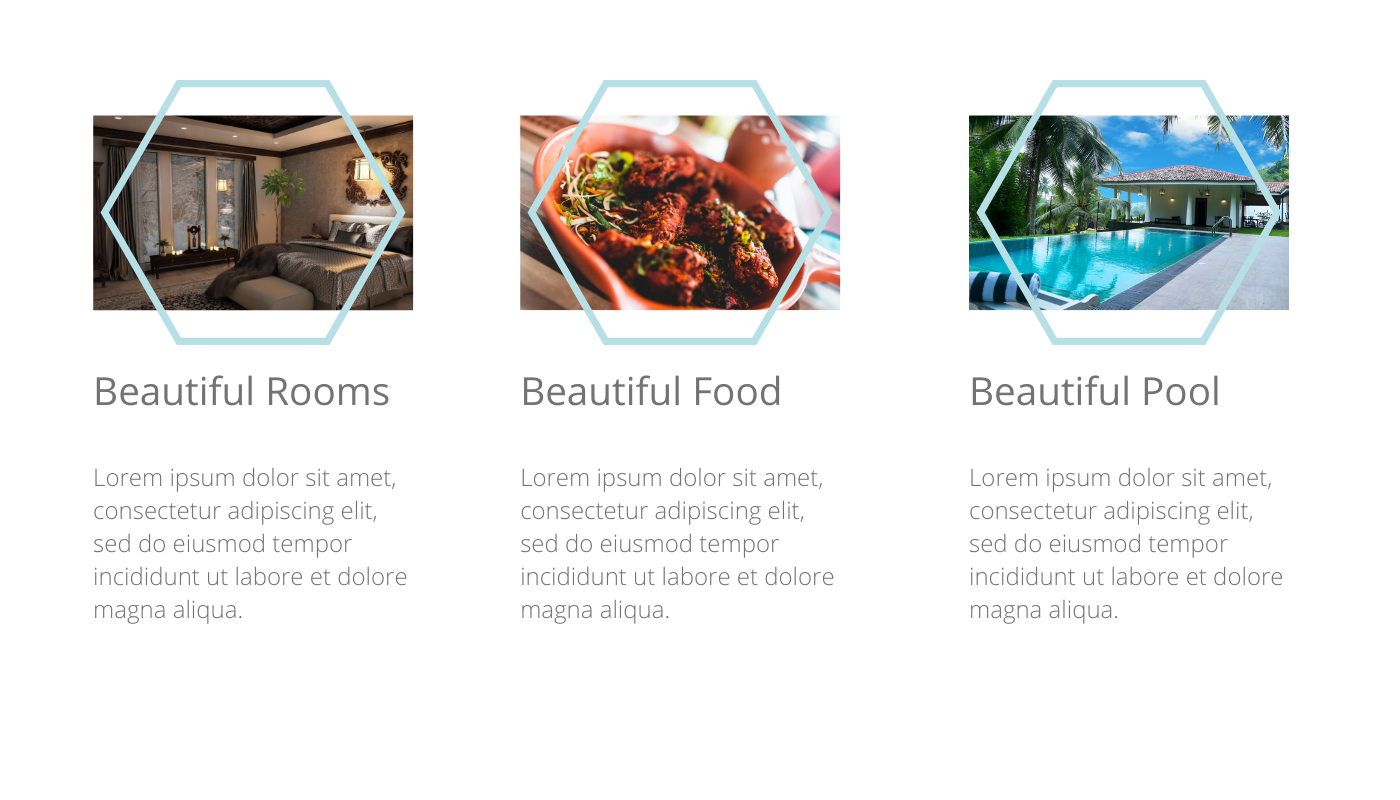 Beautiful Rooms
Lorem ipsum dolor sit amet,
consectetur adipiscing elit,
sed do eiusmod tempor
incididunt ut labore et dolore
magna aliqua.
Beautiful Food
Lorem ipsum dolor sit amet,
consectetur adipiscing elit,
sed do eiusmod tempor
incididunt ut labore et dolore
magna aliqua.
Beautiful Pool
Lorem ipsum dolor sit amet,
consectetur adipiscing elit,
sed do eiusmod tempor
incididunt ut labore et dolore
magna aliqua.